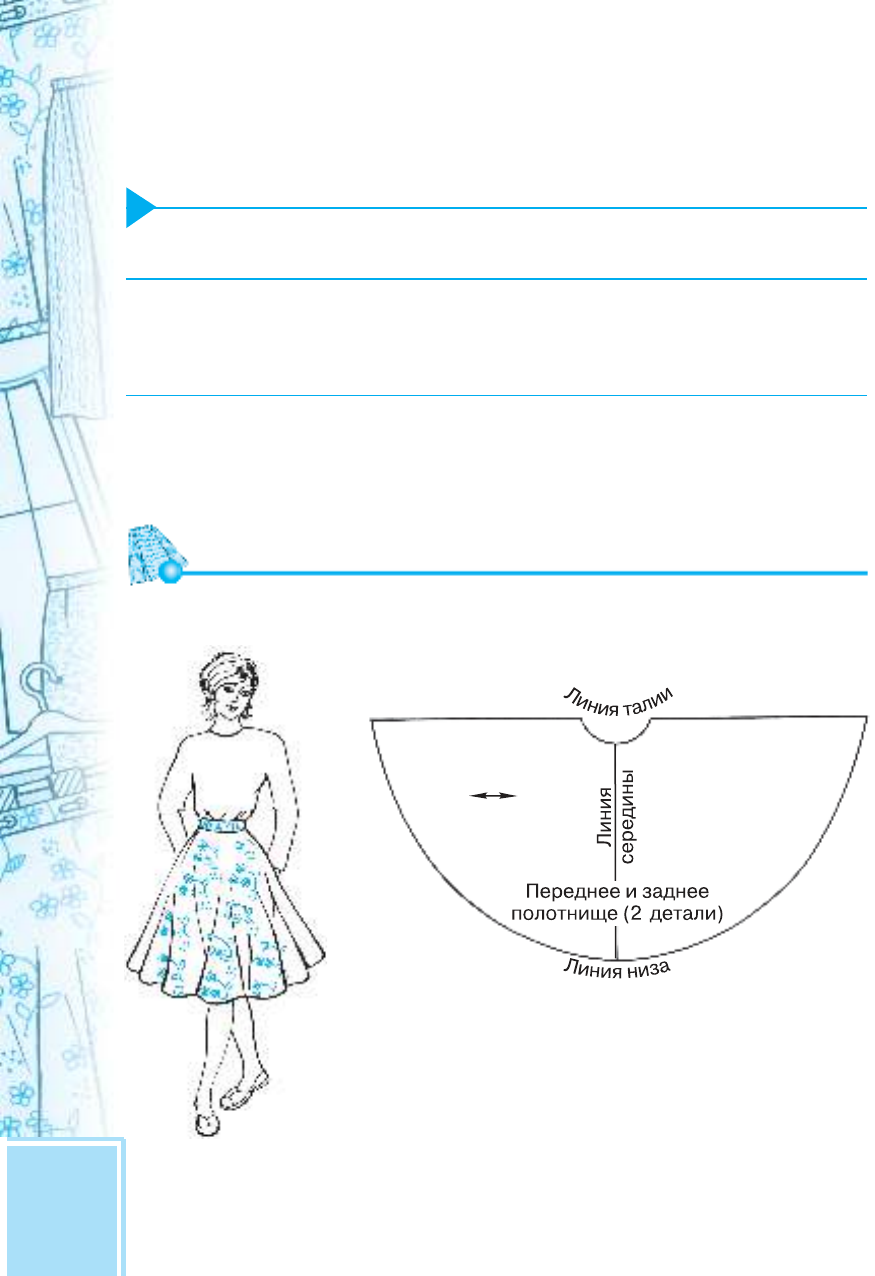 Линия талии
Линия
середины
Переднее и заднее
полотнище (2 детали)
Линия низа